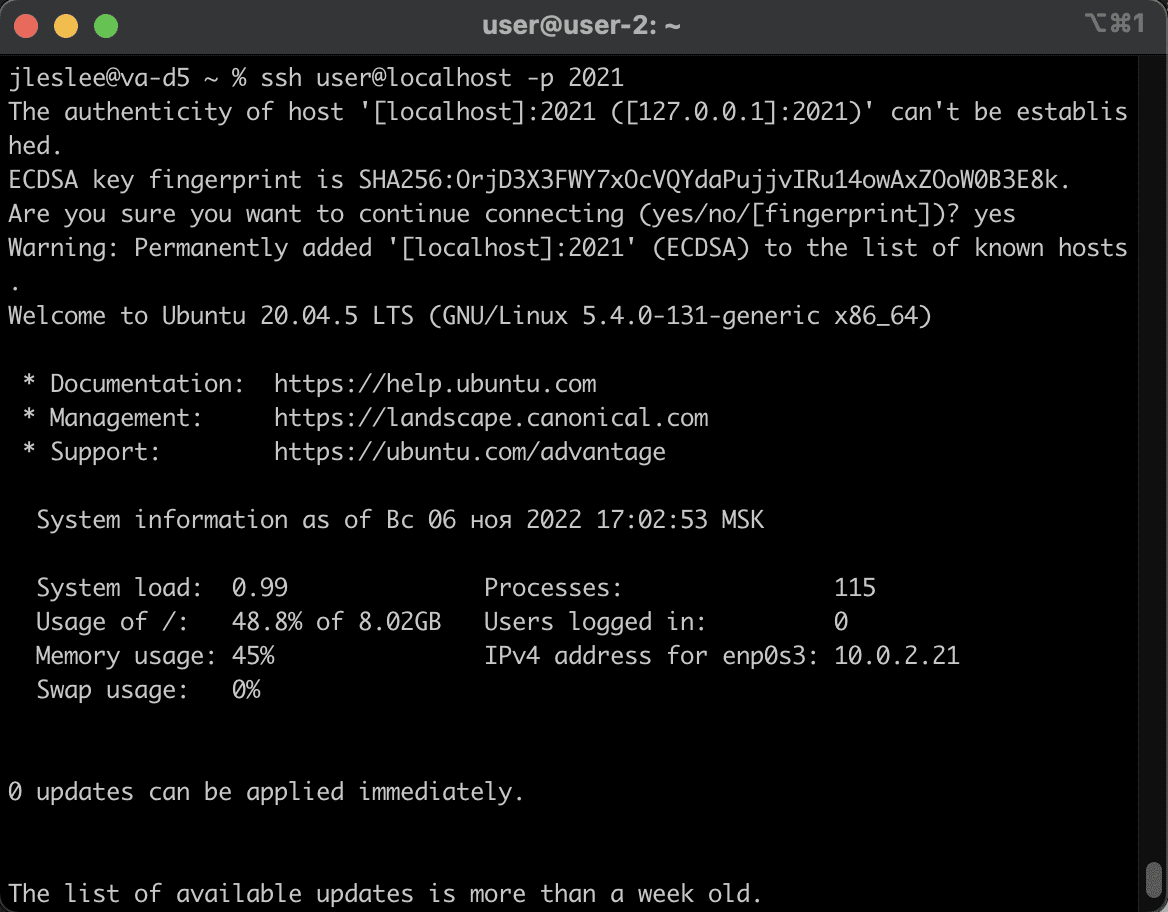 user@user-2: ~
⌥⌘1
jleslee@va-d5 ~ % ssh user@localhost -p 2021
The authenticity of host '[localhost]:2021 ([127.0.0.1]:2021)' can't be establis
hed.
ECDSA key fingerprint is SHA256:OrjD3X3FWY7xOcVQYdaPujjvIRu14owAxZOoW0B3E8k.
Are you sure you want to continue connecting (yes/no/[fingerprint])? yes
Warning: Permanently added '[localhost]:2021' (ECDSA) to the list of known hosts
.
Welcome to Ubuntu 20.04.5 LTS (GNU/Linux 5.4.0-131-generic x86_64)
* Documentation:  https://help.ubuntu.com
* Management:     https://landscape.canonical.com
* Support:        https://ubuntu.com/advantage
System information as of Вс 06 ноя 2022 17:02:53 MSK
System load:  0.99              Processes:               115
Usage of /:   48.8% of 8.02GB   Users logged in:         0
Memory usage: 45%               IPv4 address for enp0s3: 10.0.2.21
Swap usage:   0%
0 updates can be applied immediately.
The list of available updates is more than a week old.